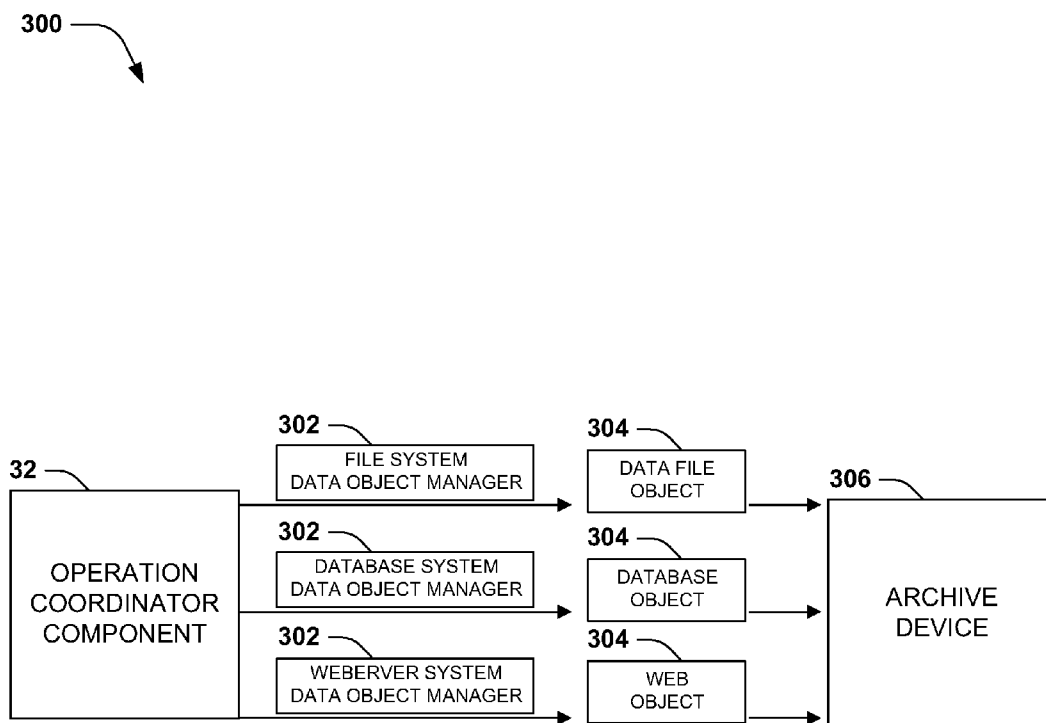 300
302
304
FILE SYSTEM
DATA OBJECT MANAGER
DATA FILE
OBJECT
32
306
302
304
OPERATION
COORDINATOR
COMPONENT
DATABASE SYSTEM
DATA OBJECT MANAGER
DATABASE
OBJECT
ARCHIVE
DEVICE
302
304
WEBERVER SYSTEM
DATA OBJECT MANAGER
WEB
OBJECT